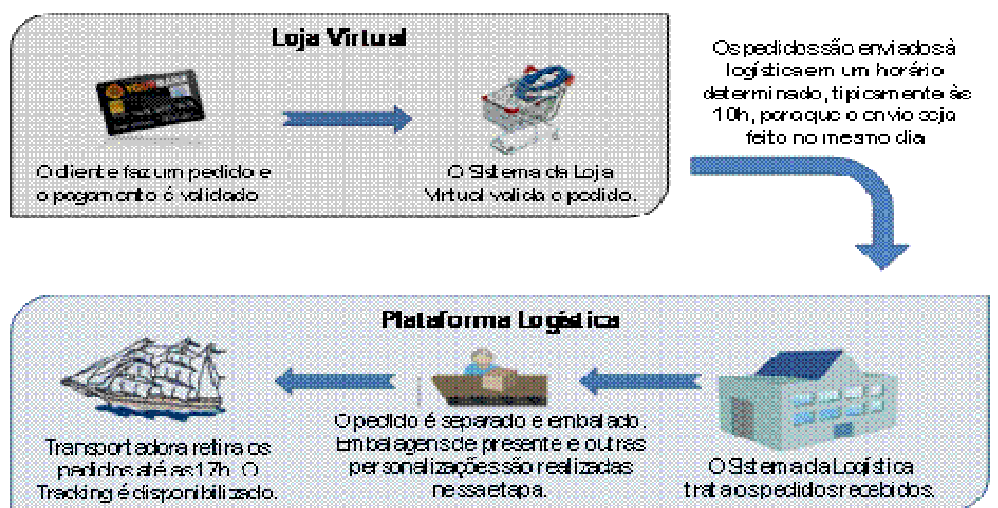 Loja Virtual
O cliente faz um pedido e
o pagamento é validado
O Sistema da Loja
Virtual valida o pedido.
Os pedidos são enviados à
logística em um horário
determinado, tipicamente às
10h, para que o envio seja
feito no mesmo dia
Plataforma Logística
O Sistema da Logística
trata os pedidos recebidos.
O pedido é separado e embalado.
Embalagens de presente e outras
personalizações são realizadas
nessa etapa.
Transportadora retira os
pedidos até as 17h. O
Tracking é disponibilizado.